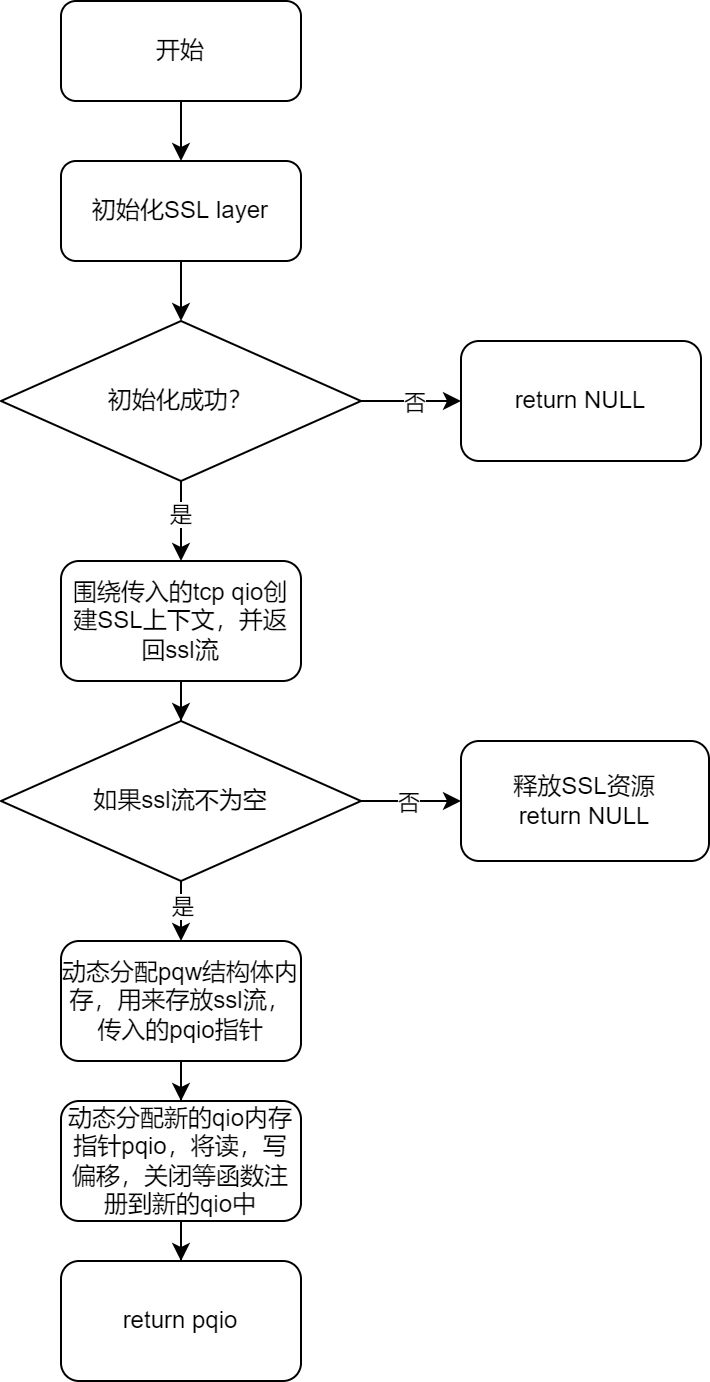 开始
初始化SSL layer
初始化成功？
否
return NULL
是
围绕传入的tcp qio创
建SSL上下文，并返
回ssl流
如果ssl流不为空
否
释放SSL资源
return NULL
是
动态分配pqw结构体内
存，用来存放ssl流，
传入的pqio指针
动态分配新的qio内存
指针pqio，将读，写
偏移，关闭等函数注
册到新的qio中
return pqio